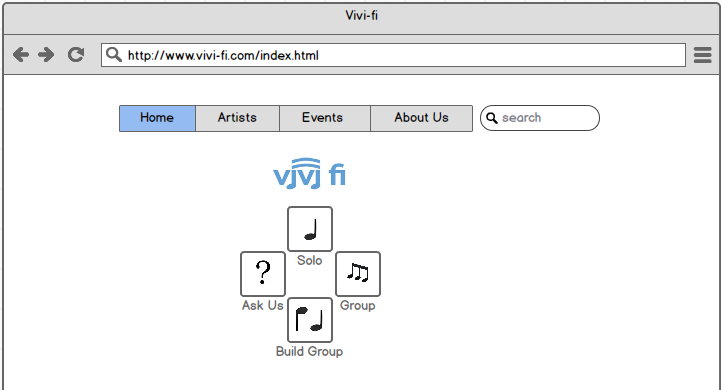 Vivi-fi
http://www.vivi-fi.com/index.html
Home Artists Events About Us search
vjvj fi
Solo
?
Ask Us Group
Build Group